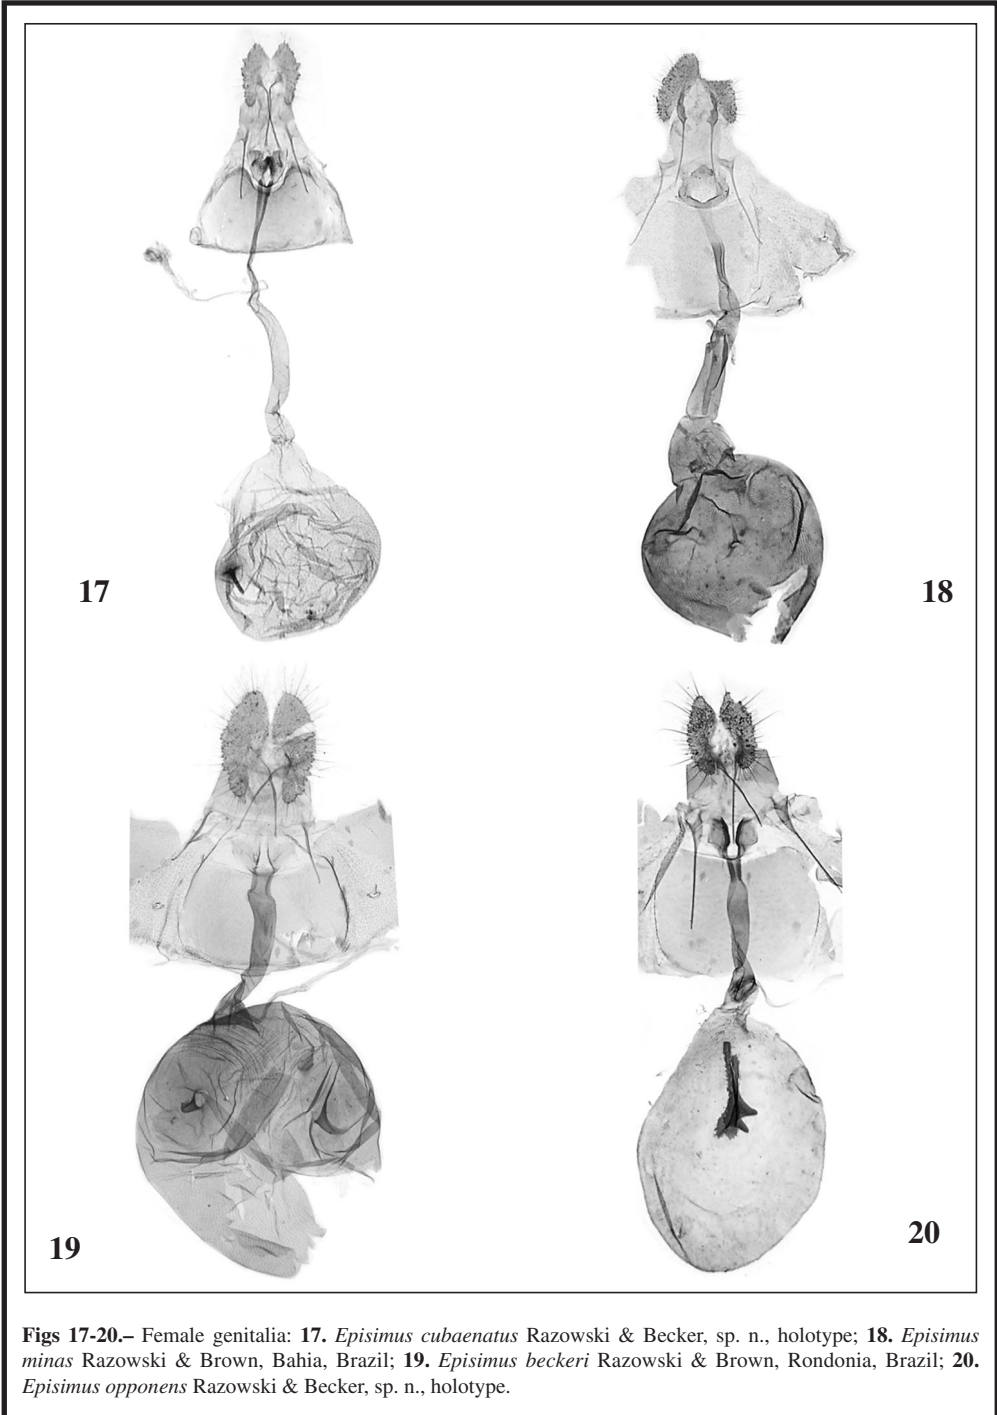 17
18
19
20
Figs 17-20.– Female genitalia: 17. Episimus cubaenatus Razowski & Becker, sp. n., holotype; 18. Episimus
minas Razowski & Brown, Bahia, Brazil; 19. Episimus beckeri Razowski & Brown, Rondonia, Brazil; 20.
Episimus opponens Razowski & Becker, sp. n., holotype.